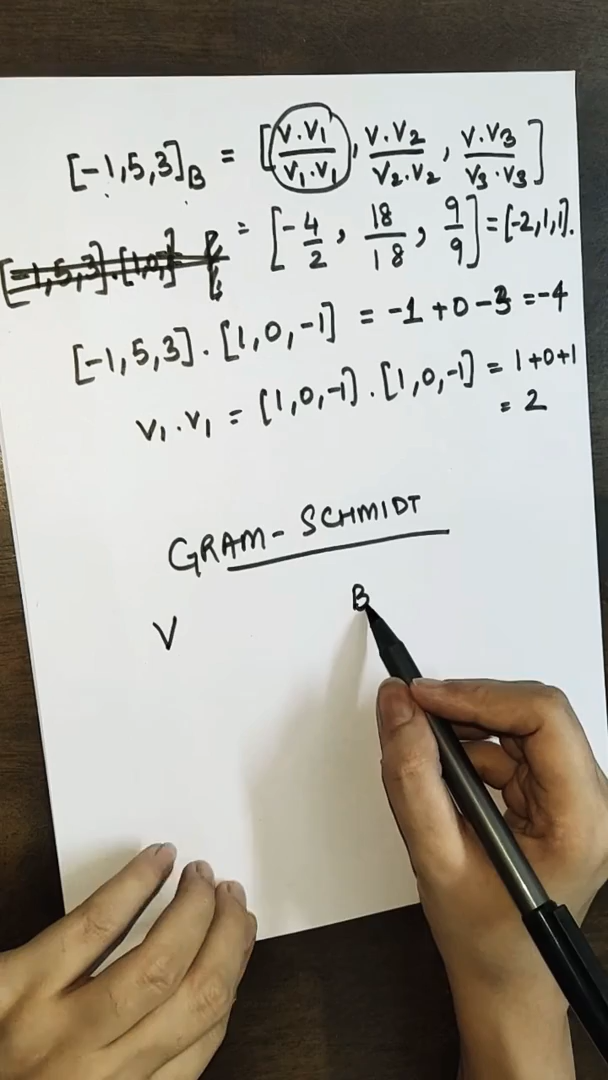 [-1,5,3]B = [v.v1/v1.v1, v.v2/v2.v2, v.v3/v3.v3]
= [-4/2, 18/18, 9/9] = [-2,1,1].
[-1,5,3].[1,0,-1] = -1+0-3 = -4
v1.v1 = [1,0,-1].[1,0,-1] = 1+0+1
= 2
GRAM-SCHMIDT
V B